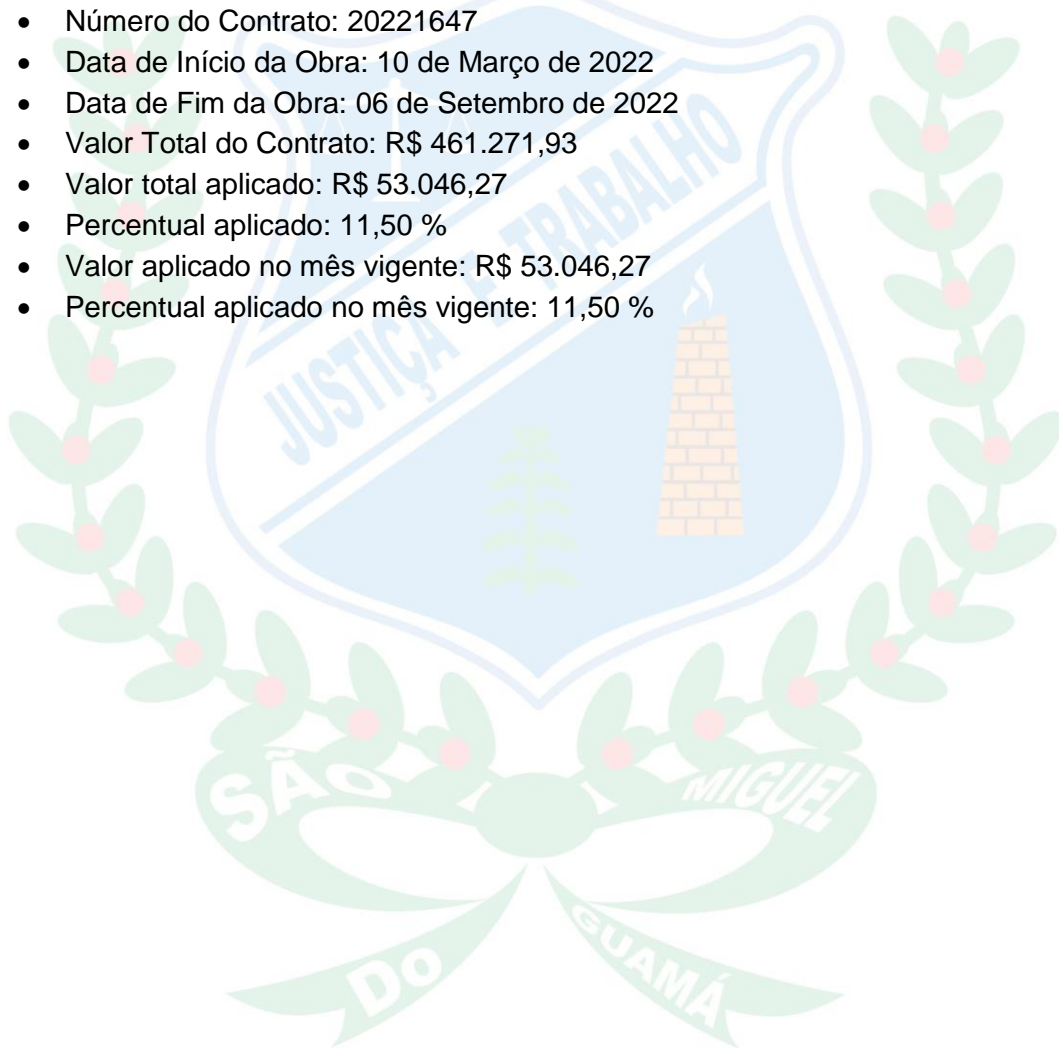 • Número do Contrato: 20221647
• Data de Início da Obra: 10 de Março de 2022
• Data de Fim da Obra: 06 de Setembro de 2022
• Valor Total do Contrato: R$ 461.271,93
• Valor total aplicado: R$ 53.046,27
• Percentual aplicado: 11,50 %
• Valor aplicado no mês vigente: R$ 53.046,27
• Percentual aplicado no mês vigente: 11,50 %
JUSTIÇA E TRABALHO
SÃO MIGUEL
DO GUAMÁ